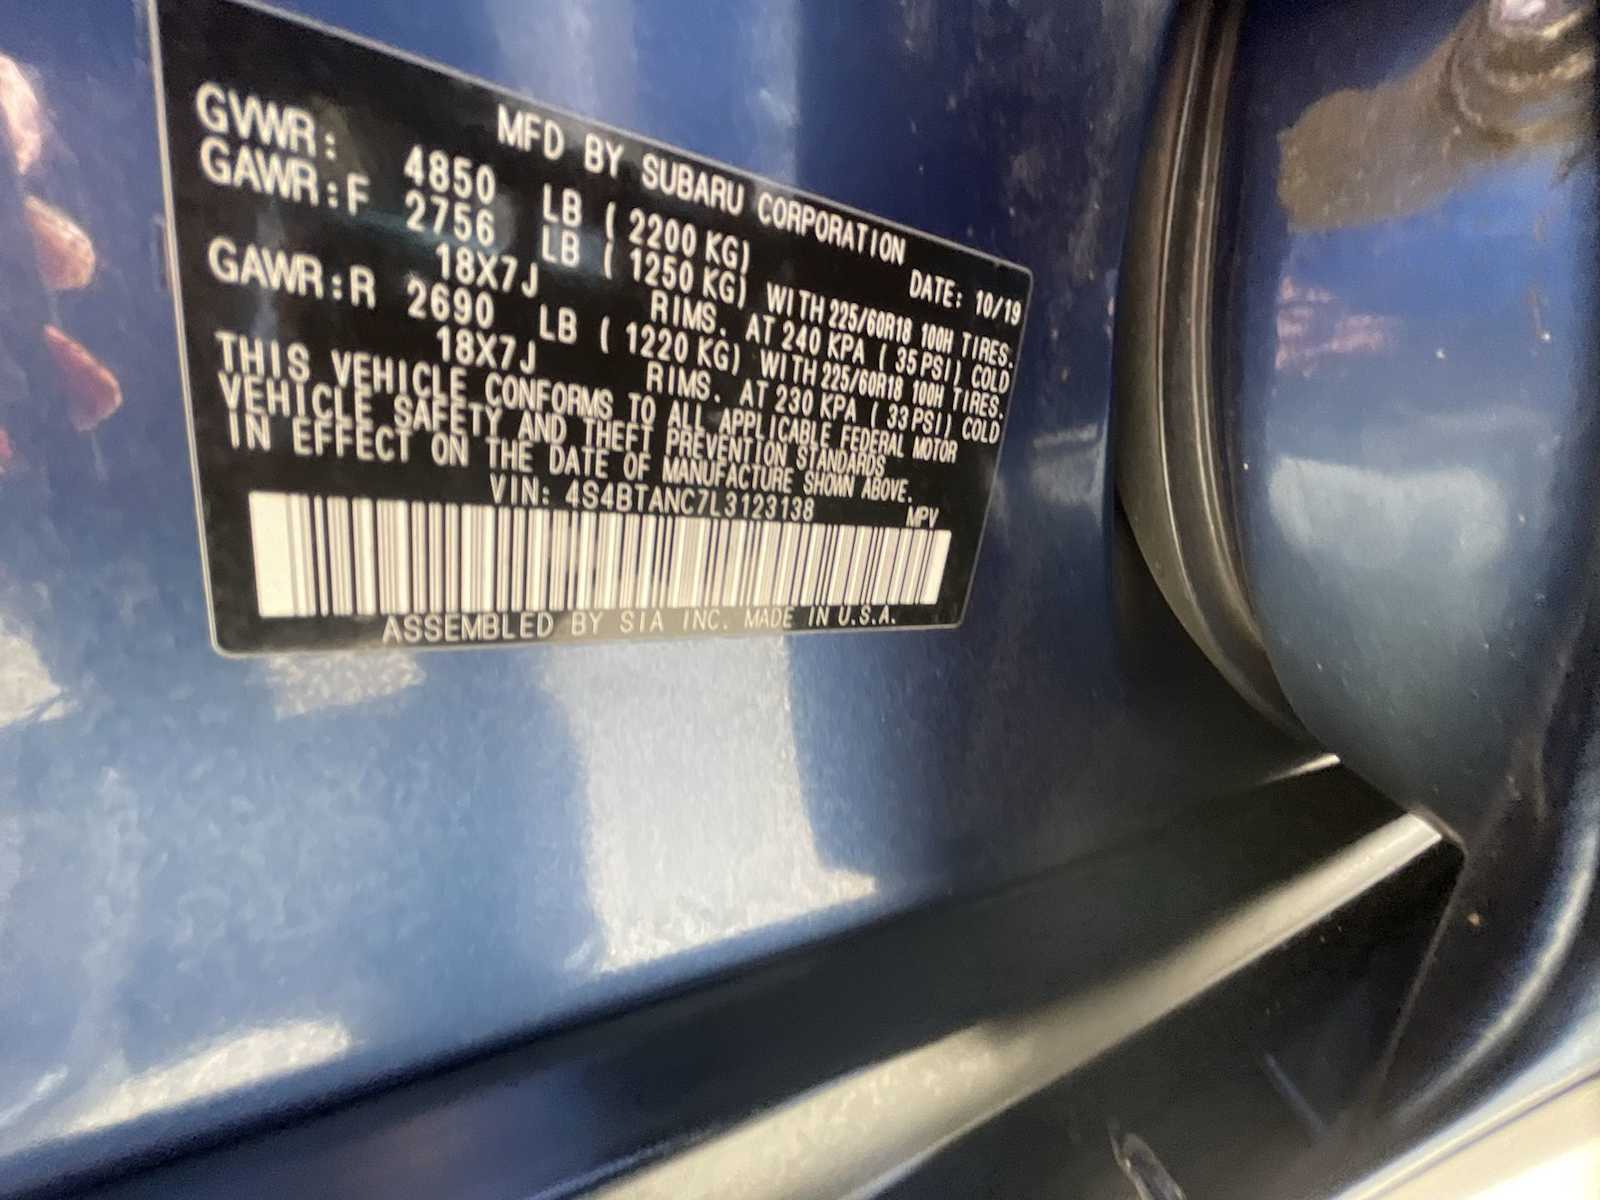 MFD BY SUBARU CORPORATION DATE: 10/19
GVWR: 4850 LB ( 2200 KG)
GAWR:F 2756 LB ( 1250 KG) WITH 225/60R18 100H TIRES.
18X7J RIMS. AT 240 KPA ( 35 PSI) COLD
GAWR:R 2690 LB ( 1220 KG) WITH 225/60R18 100H TIRES.
18X7J RIMS. AT 230 KPA ( 33 PSI) COLD
THIS VEHICLE CONFORMS TO ALL APPLICABLE FEDERAL MOTOR
VEHICLE SAFETY AND THEFT PREVENTION STANDARDS
IN EFFECT ON THE DATE OF MANUFACTURE SHOWN ABOVE.
VIN: 4S4BTANC7L3123138 MPV
ASSEMBLED BY SIA INC. MADE IN U.S.A.